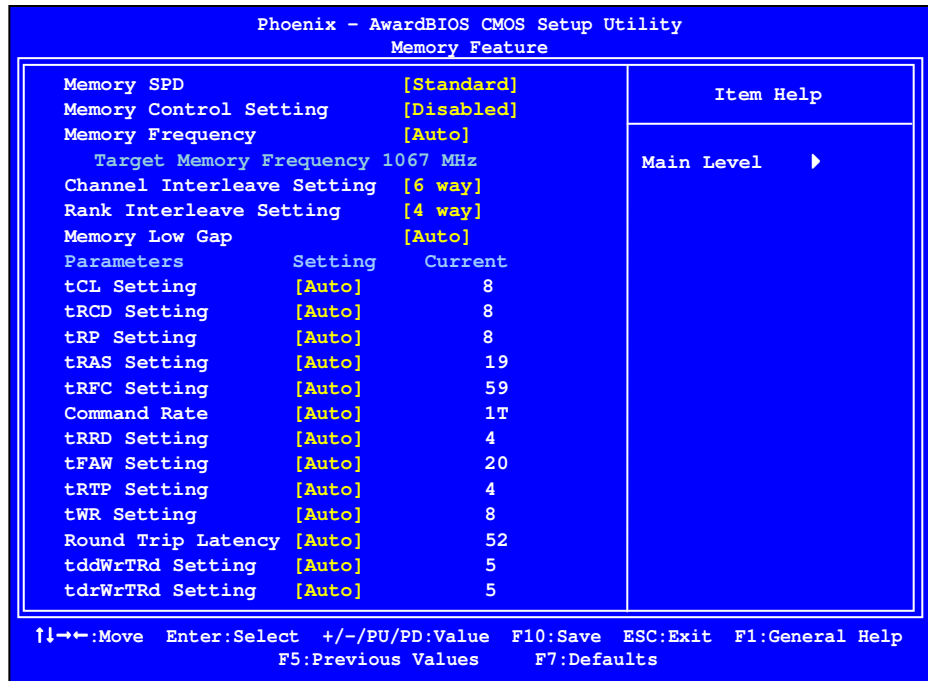 Phoenix – AwardBIOS CMOS Setup Utility
Memory Feature
Memory SPD [Standard]
Memory Control Setting [Disabled]
Memory Frequency [Auto]
Target Memory Frequency 1067 MHz
Channel Interleave Setting [6 way]
Rank Interleave Setting [4 way]
Memory Low Gap [Auto]
Parameters Setting Current
tCL Setting [Auto] 8
tRCD Setting [Auto] 8
tRP Setting [Auto] 8
tRAS Setting [Auto] 19
tRFC Setting [Auto] 59
Command Rate [Auto] 1T
tRRD Setting [Auto] 4
tFAW Setting [Auto] 20
tRTP Setting [Auto] 4
tWR Setting [Auto] 8
Round Trip Latency [Auto] 52
tddWrTRd Setting [Auto] 5
tdrWrTRd Setting [Auto] 5
Item Help
Main Level
↑↓→←:Move Enter:Select +/-/PU/PD:Value F10:Save ESC:Exit F1:General Help
F5:Previous Values F7:Defaults